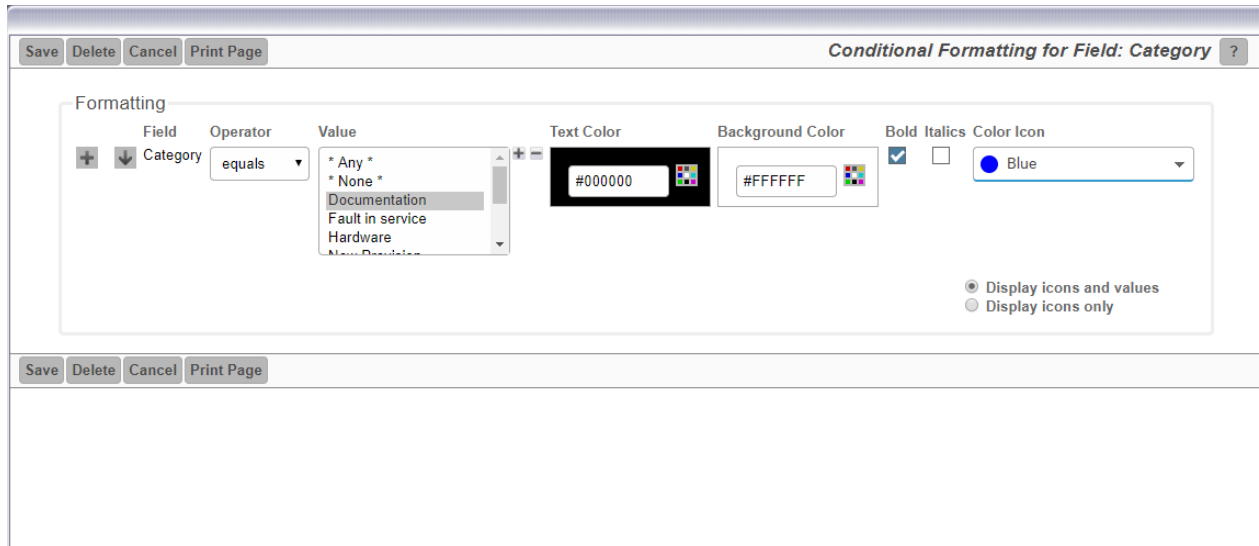 Save Delete Cancel Print Page Conditional Formatting for Field: Category ?
Formatting
Field Operator Value Text Color Background Color Bold Italics Color Icon
Category equals * Any * #000000 #FFFFFF Blue
* None *
Documentation
Fault in service
Hardware
New Provision
Display icons and values
Display icons only
Save Delete Cancel Print Page